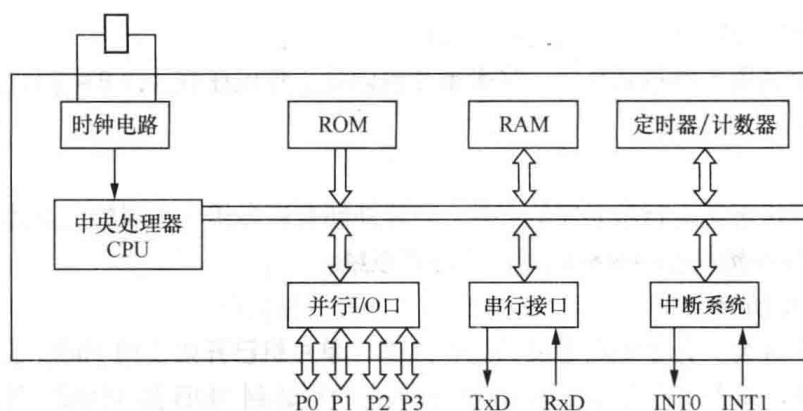 时钟电路
ROM
RAM
定时器/计数器
中央处理器
CPU
并行I/O口
串行接口
中断系统
P0 P1 P2 P3
TxD
RxD
INT0
INT1